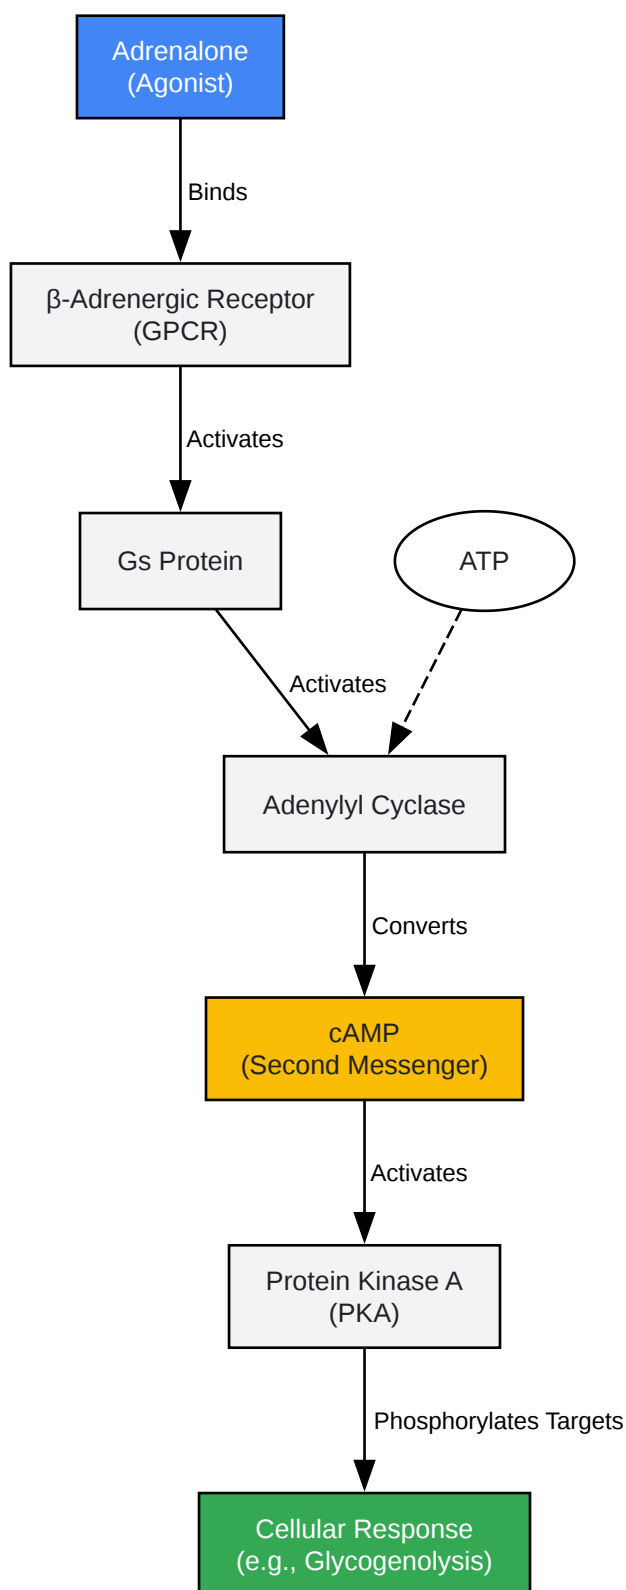 Adrenalone
(Agonist)
Binds
β-Adrenergic Receptor
(GPCR)
Activates
Gs Protein
ATP
Activates
Adenylyl Cyclase
Converts
cAMP
(Second Messenger)
Activates
Protein Kinase A
(PKA)
Phosphorylates Targets
Cellular Response
(e.g., Glycogenolysis)